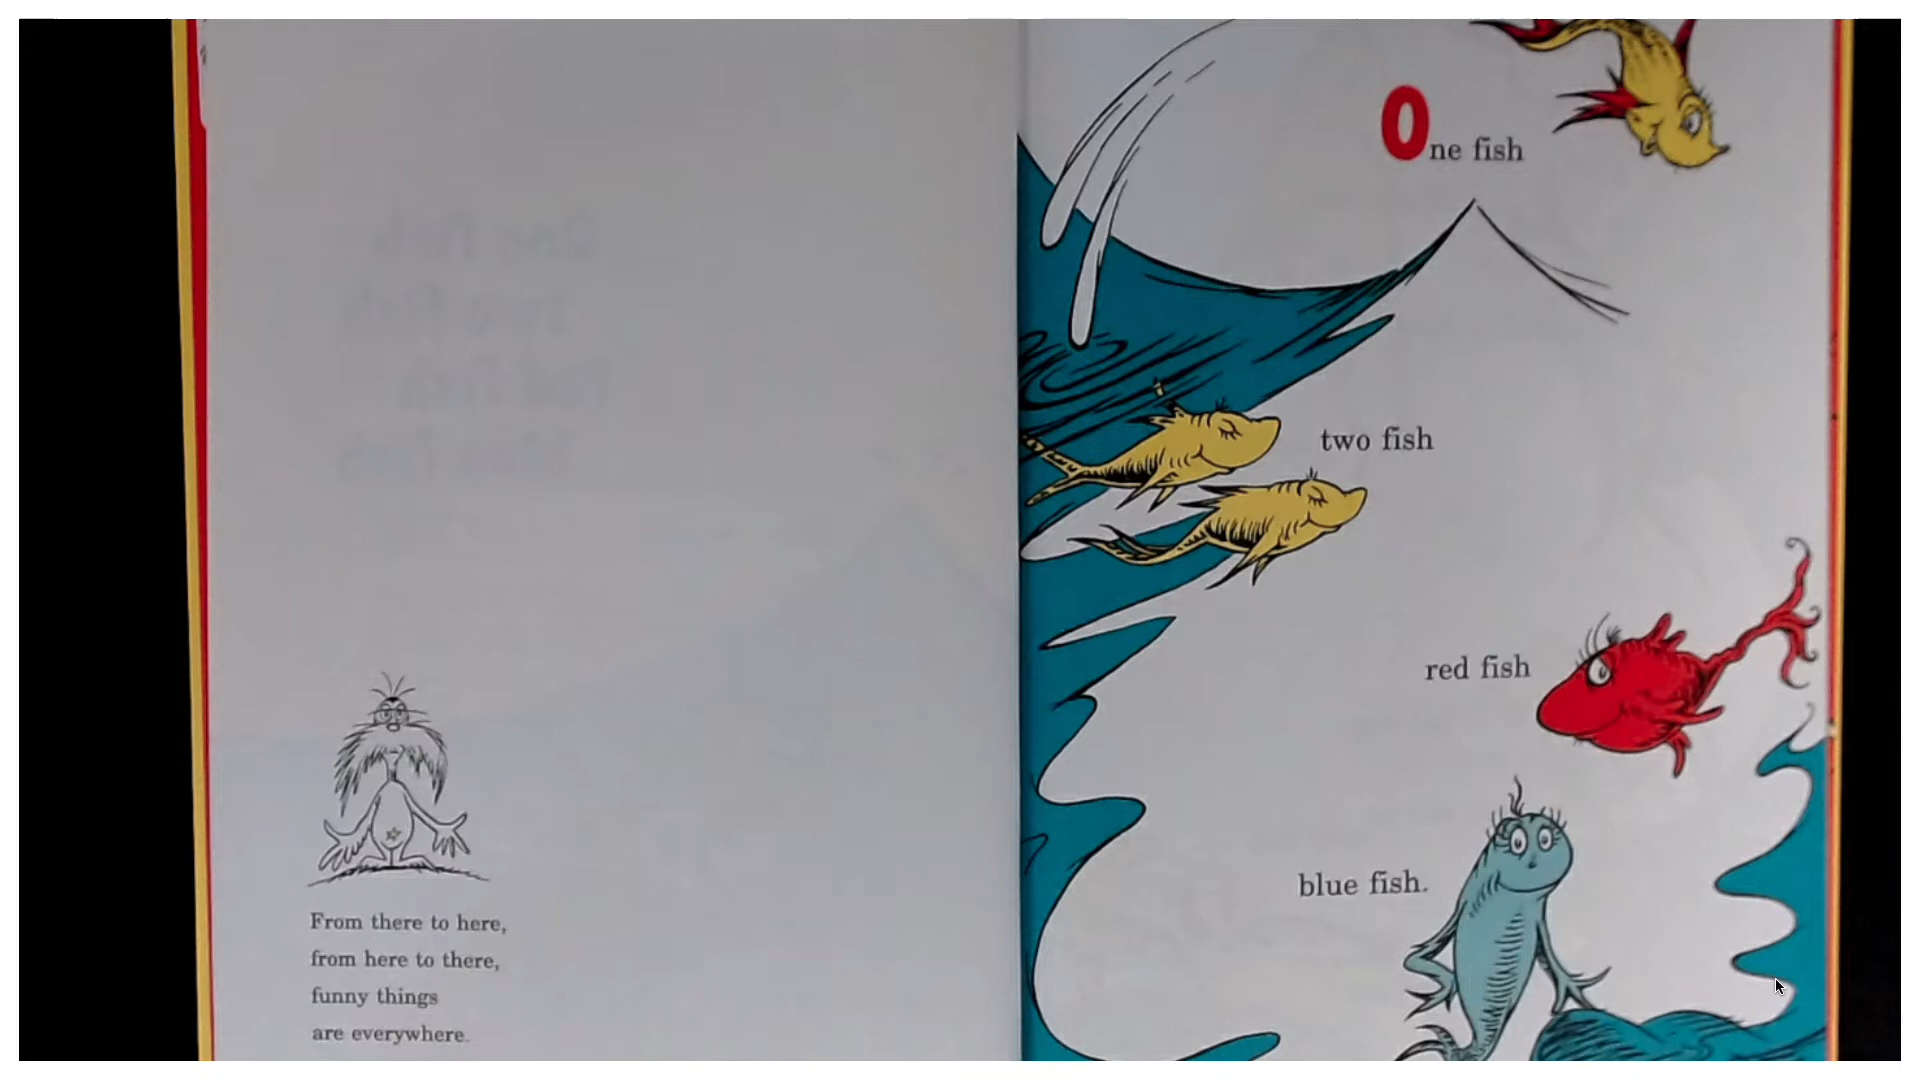 From there to here,
from here to there,
funny things
are everywhere.
One fish
two fish
red fish
blue fish.